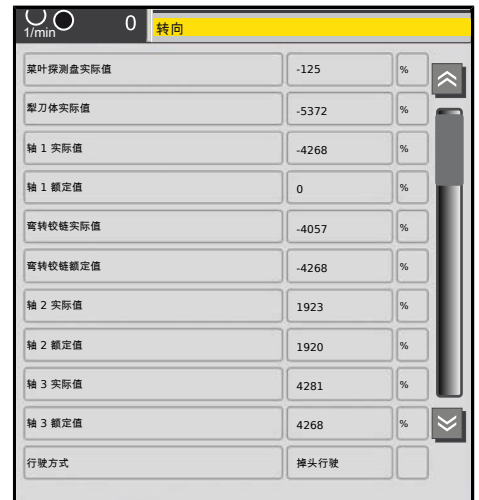 1/min 0 转向
菜叶探测盘实际值 -125 %
犁刀体实际值 -5372 %
轴 1 实际值 -4268 %
轴 1 额定值 0 %
弯转铰链实际值 -4057 %
弯转铰链额定值 -4268 %
轴 2 实际值 1923 %
轴 2 额定值 1920 %
轴 3 实际值 4281 %
轴 3 额定值 4268 %
行驶方式 掉头行驶